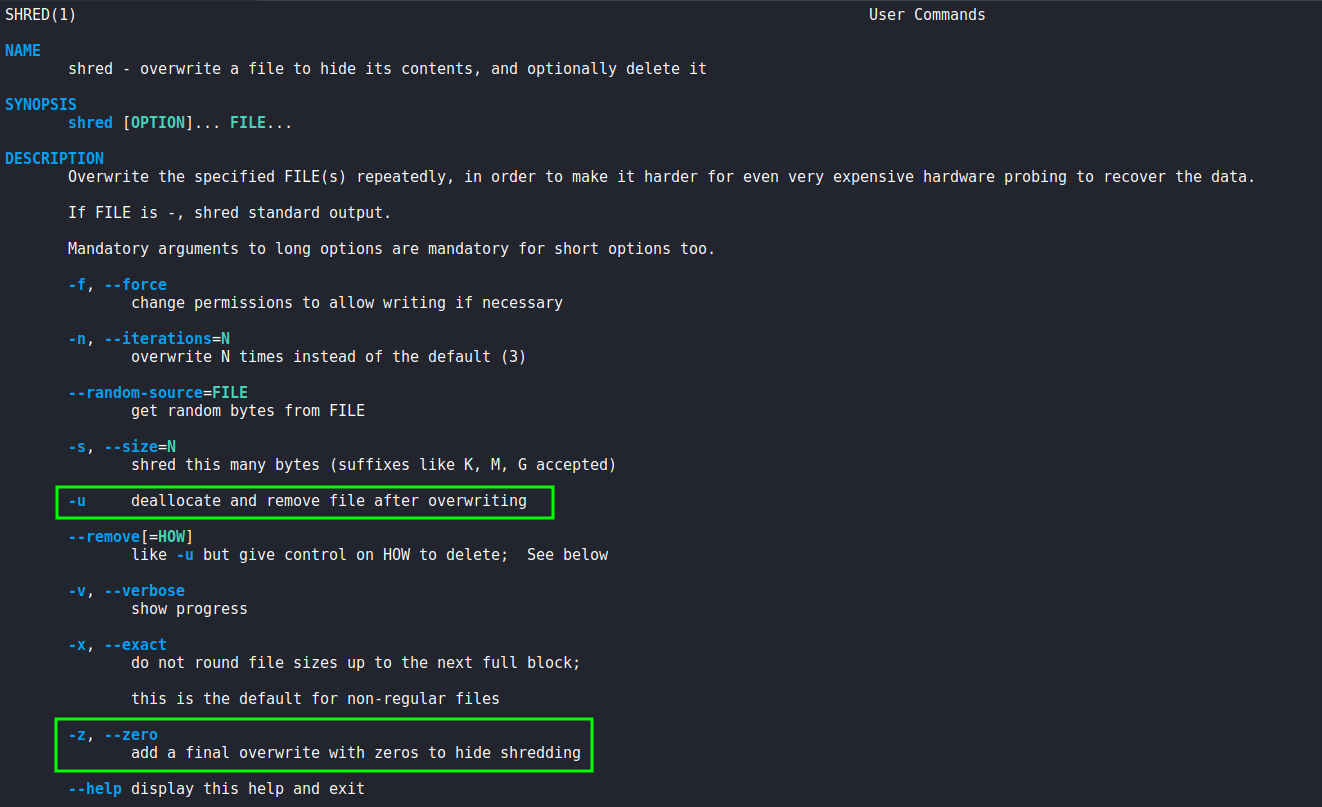 SHRED(1) User Commands
NAME
shred - overwrite a file to hide its contents, and optionally delete it
SYNOPSIS
shred [OPTION]... FILE...
DESCRIPTION
Overwrite the specified FILE(s) repeatedly, in order to make it harder for even very expensive hardware probing to recover the data.
If FILE is -, shred standard output.
Mandatory arguments to long options are mandatory for short options too.
-f, --force
change permissions to allow writing if necessary
-n, --iterations=N
overwrite N times instead of the default (3)
--random-source=FILE
get random bytes from FILE
-s, --size=N
shred this many bytes (suffixes like K, M, G accepted)
-u deallocate and remove file after overwriting
--remove[=HOW]
like -u but give control on HOW to delete; See below
-v, --verbose
show progress
-x, --exact
do not round file sizes up to the next full block;
this is the default for non-regular files
-z, --zero
add a final overwrite with zeros to hide shredding
--help display this help and exit